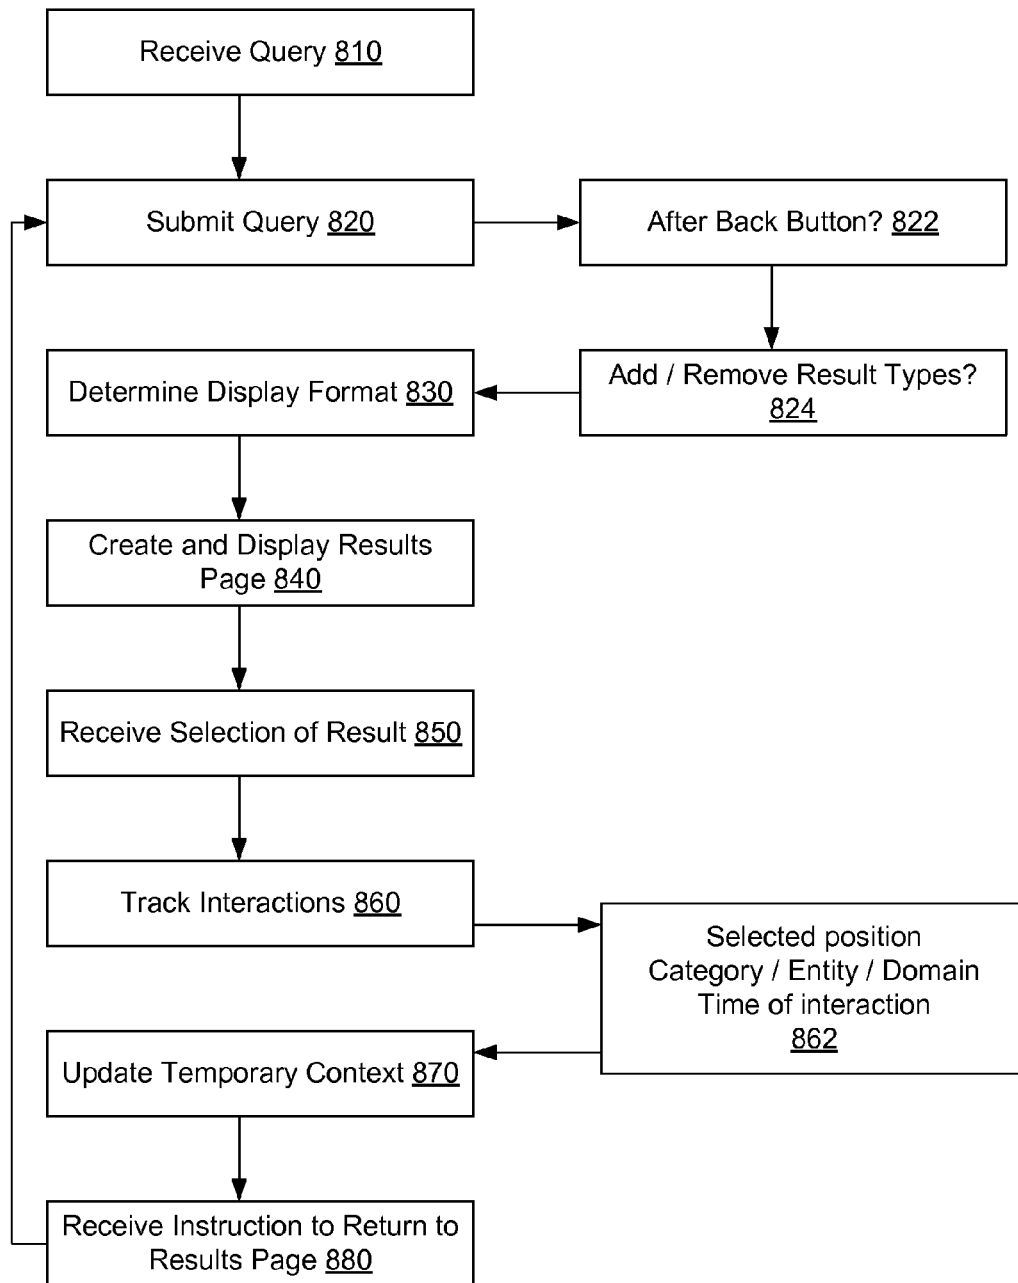 Receive Query 810
Submit Query 820
After Back Button? 822
Add / Remove Result Types?
824
Determine Display Format 830
Create and Display Results
Page 840
Receive Selection of Result 850
Track Interactions 860
Selected position
Category / Entity / Domain
Time of interaction
862
Update Temporary Context 870
Receive Instruction to Return to
Results Page 880